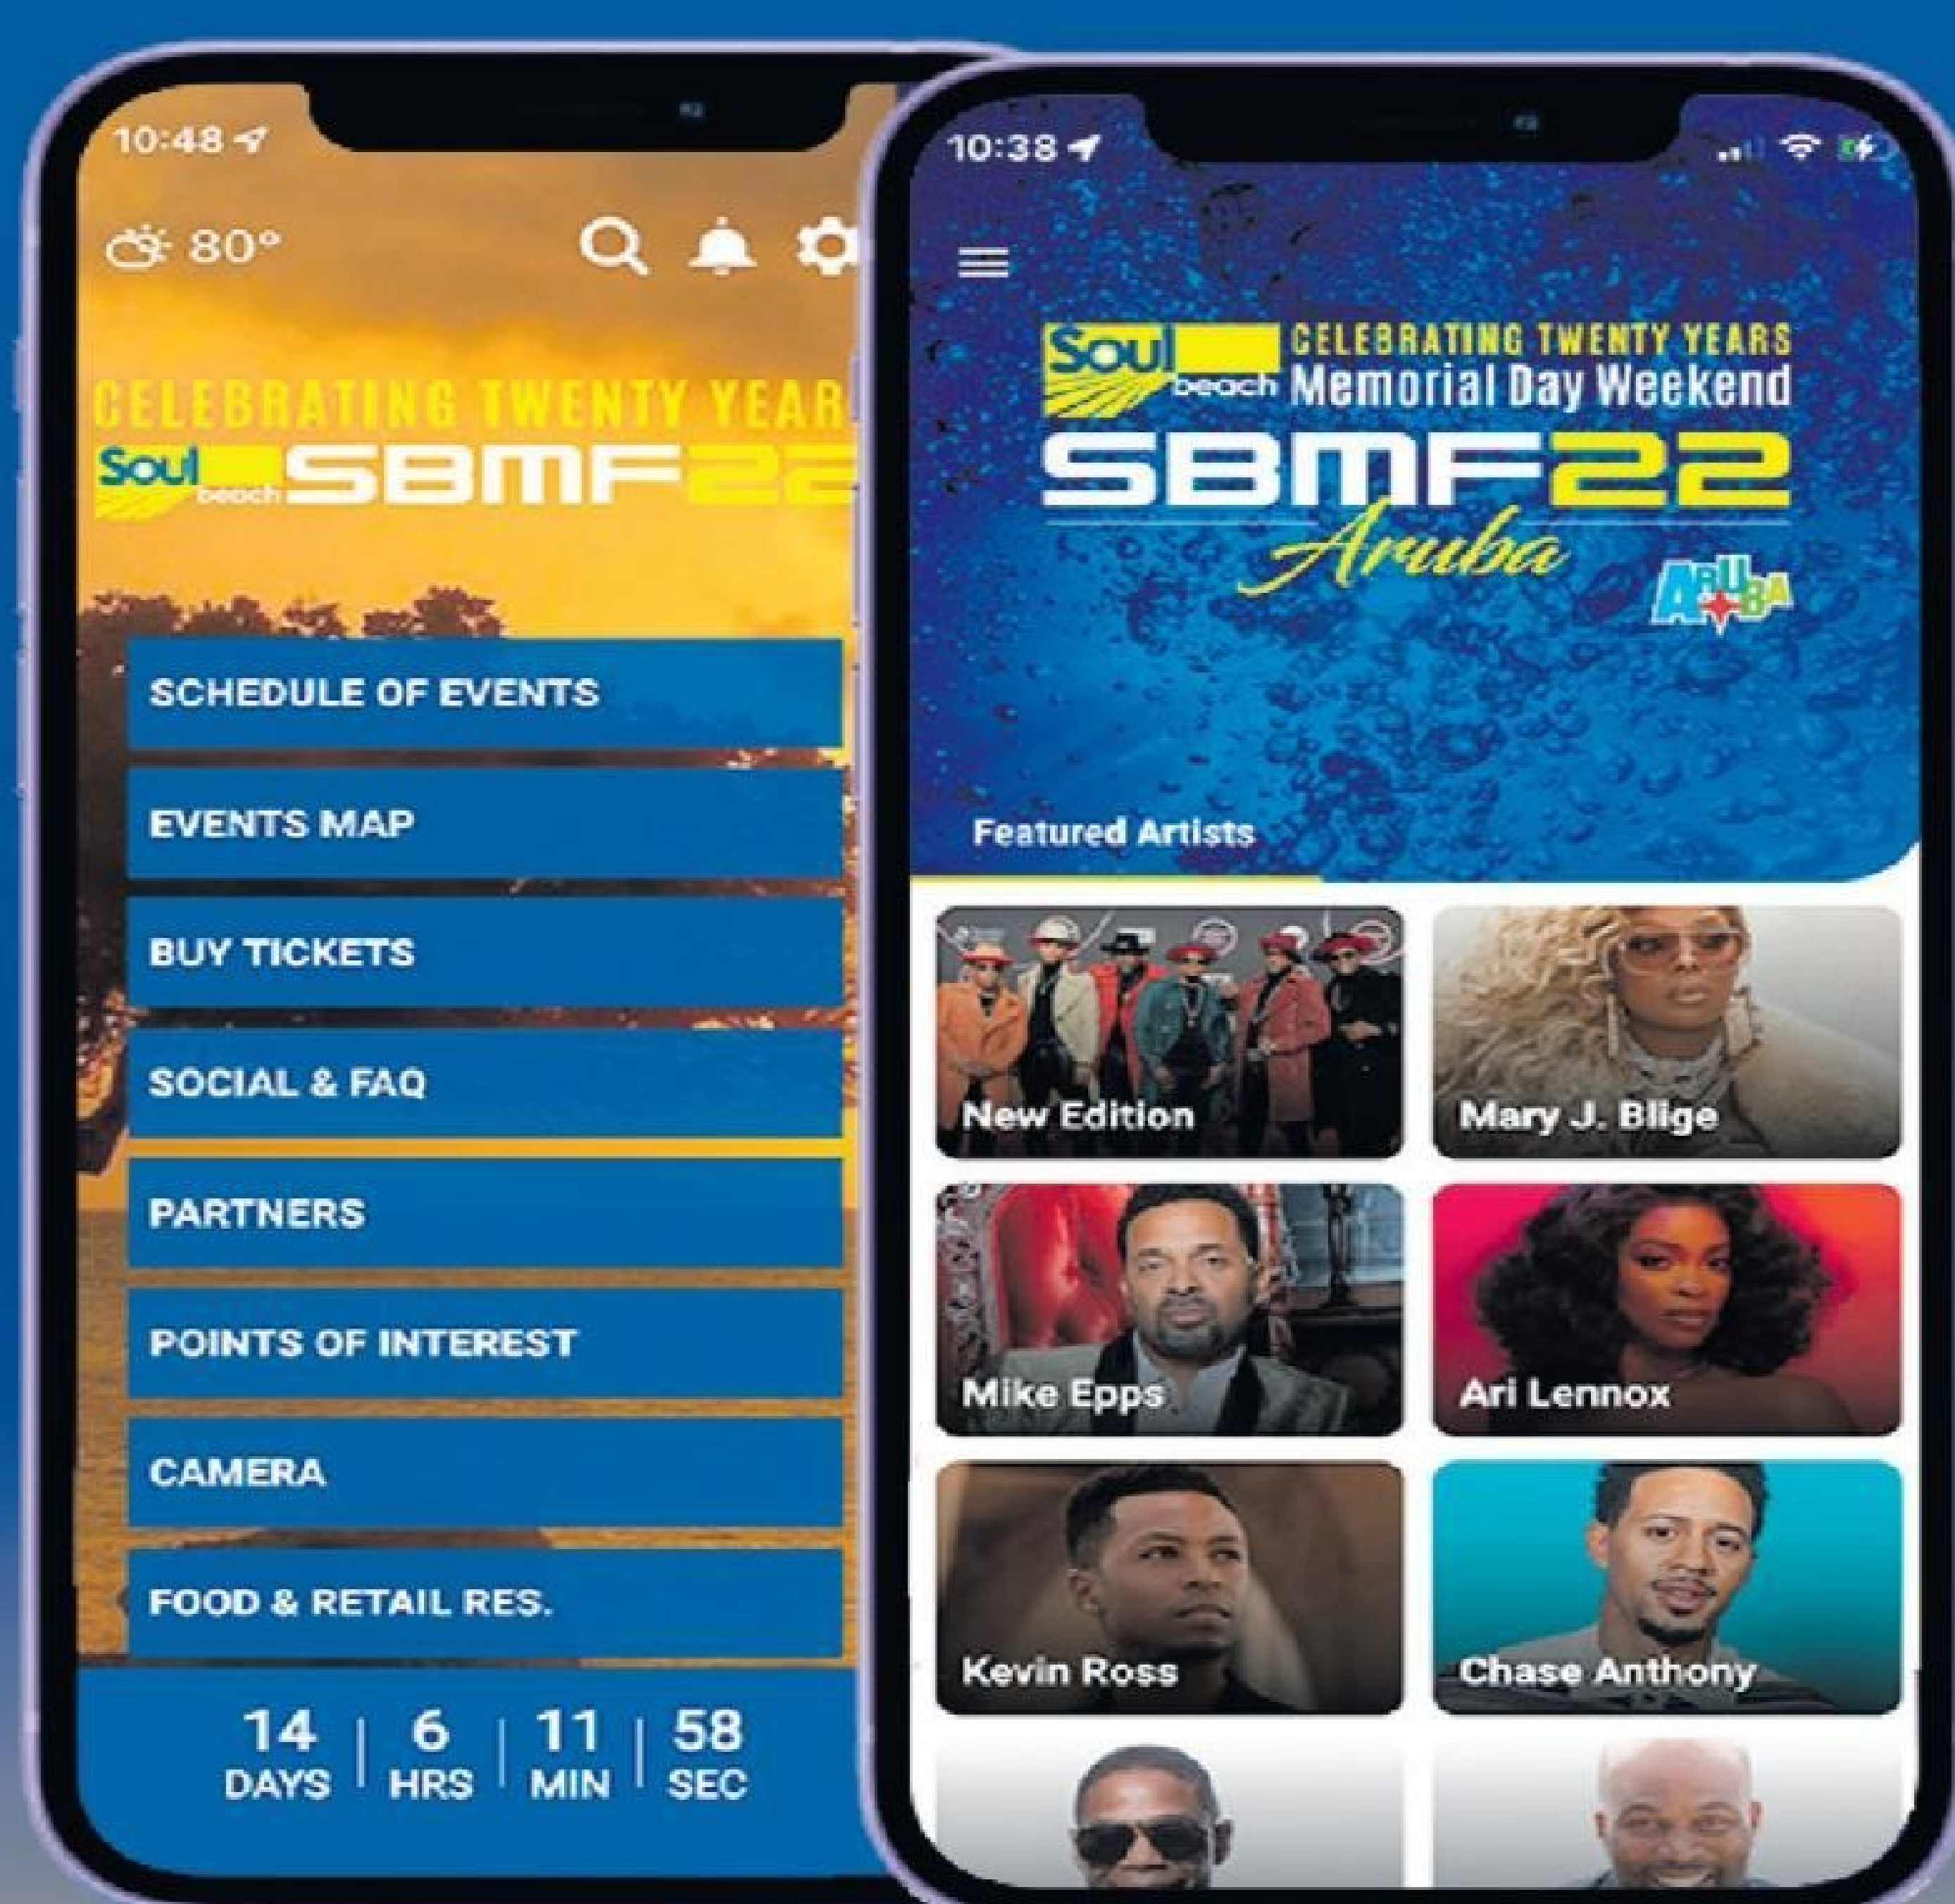 10:48
80°
CELEBRATING TWENTY YEAR
Soul beach SBMF22
SCHEDULE OF EVENTS
EVENTS MAP
BUY TICKETS
SOCIAL & FAQ
PARTNERS
POINTS OF INTEREST
CAMERA
FOOD & RETAIL RES.
14 6 11 58
DAYS HRS MIN SEC
10:38
Soul beach
CELEBRATING TWENTY YEARS
Memorial Day Weekend
SBMF22
Aruba
ARUBA
Featured Artists
New Edition
Mary J. Blige
Mike Epps
Ari Lennox
Kevin Ross
Chase Anthony